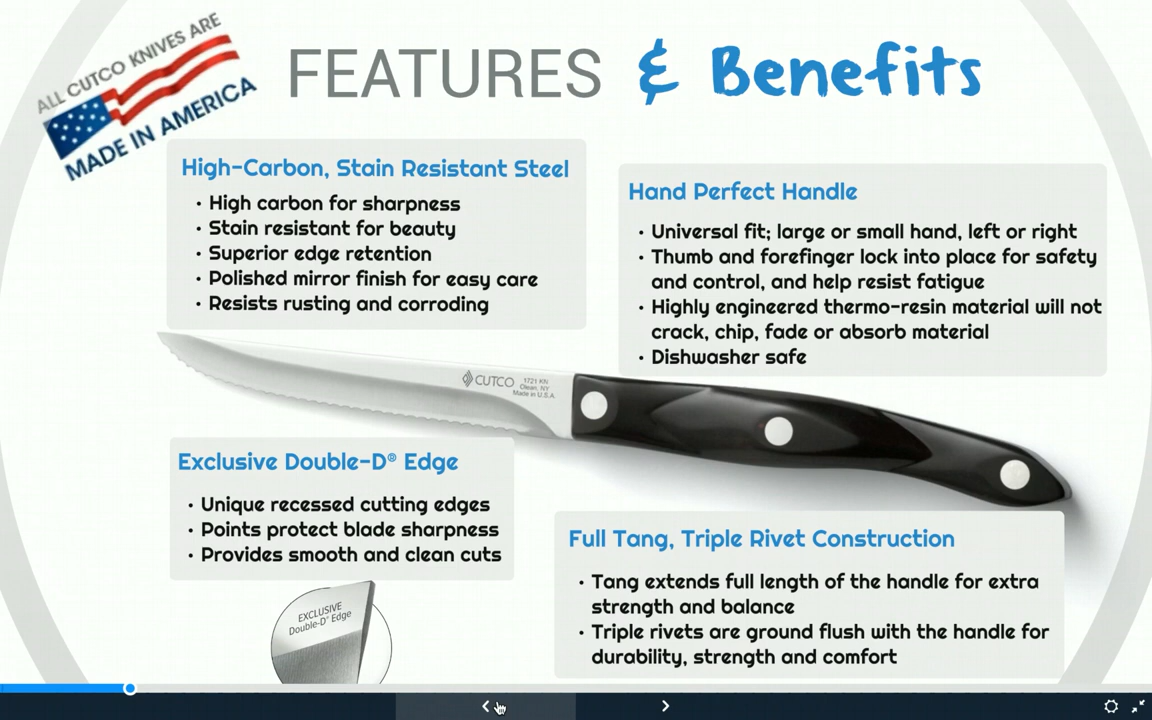 ALL CUTCO KNIVES ARE
MADE IN AMERICA
FEATURES & Benefits
High-Carbon, Stain Resistant Steel
• High carbon for sharpness
• Stain resistant for beauty
• Superior edge retention
• Polished mirror finish for easy care
• Resists rusting and corroding
Hand Perfect Handle
• Universal fit; large or small hand, left or right
• Thumb and forefinger lock into place for safety
and control, and help resist fatigue
• Highly engineered thermo-resin material will not
crack, chip, fade or absorb material
• Dishwasher safe
CUTCO
1721 KN
Olean, NY
Made in U.S.A.
Exclusive Double-D® Edge
• Unique recessed cutting edges
• Points protect blade sharpness
• Provides smooth and clean cuts
EXCLUSIVE
Double-D® Edge
Full Tang, Triple Rivet Construction
• Tang extends full length of the handle for extra
strength and balance
• Triple rivets are ground flush with the handle for
durability, strength and comfort